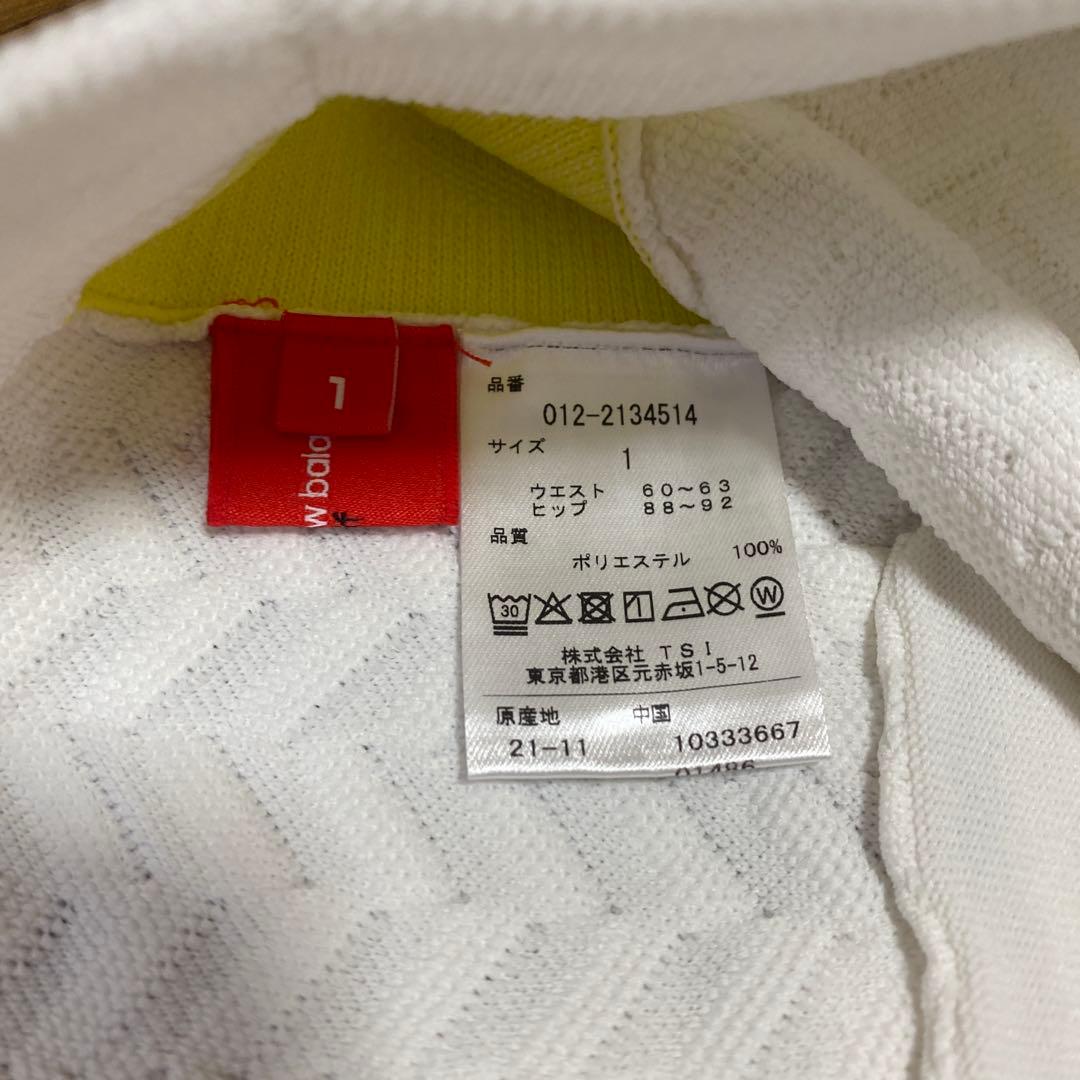 1
w bala
品番
012-2134514
サイズ
1
ウエスト 60～63
ヒップ 88～92
品質
ポリエステル 100%
30
W
株式会社 TSI
東京都港区元赤坂1-5-12
原産地 中国
21-11 10333667
01486